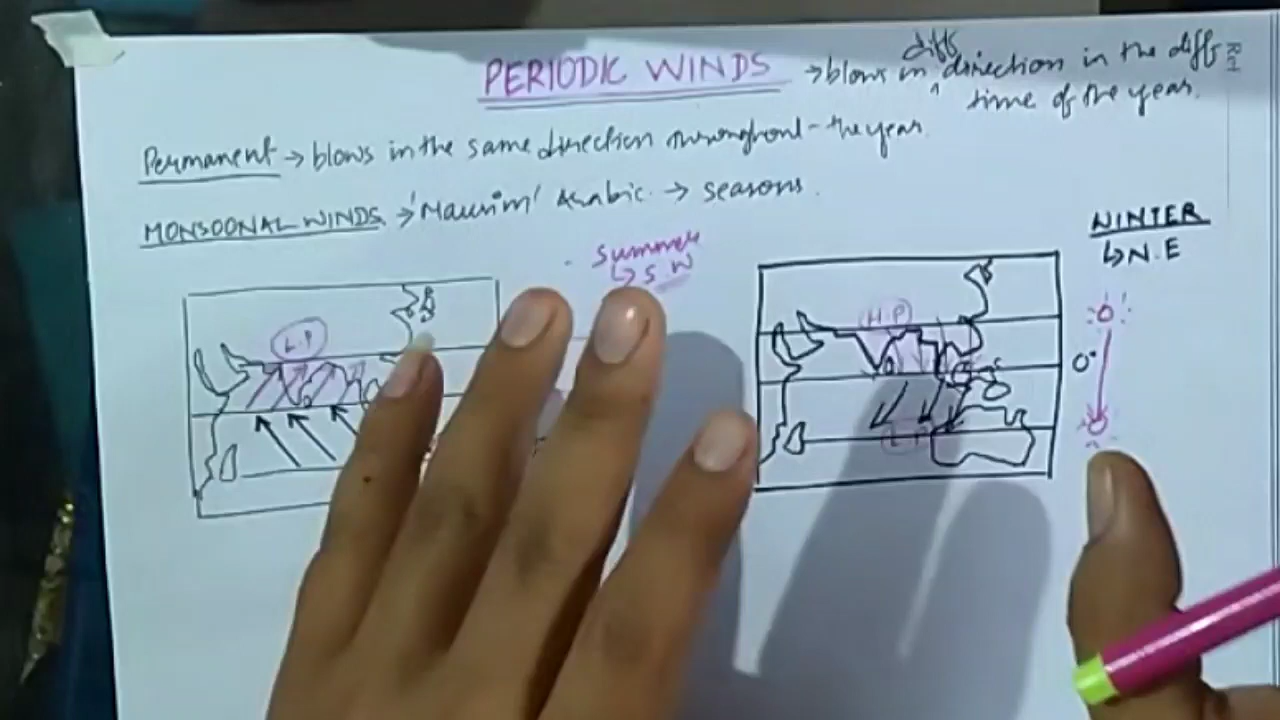 PERIODIC WINDS → blows in diff direction in the diff
time of the year.
Permanent → blows in the same direction throughout the year.
MONSOONAL WINDS → 'Mausim' Arabic → seasons.
Summer
↳ S W
WINTER
↳ N.E
L.P
H.P
0°
L.P